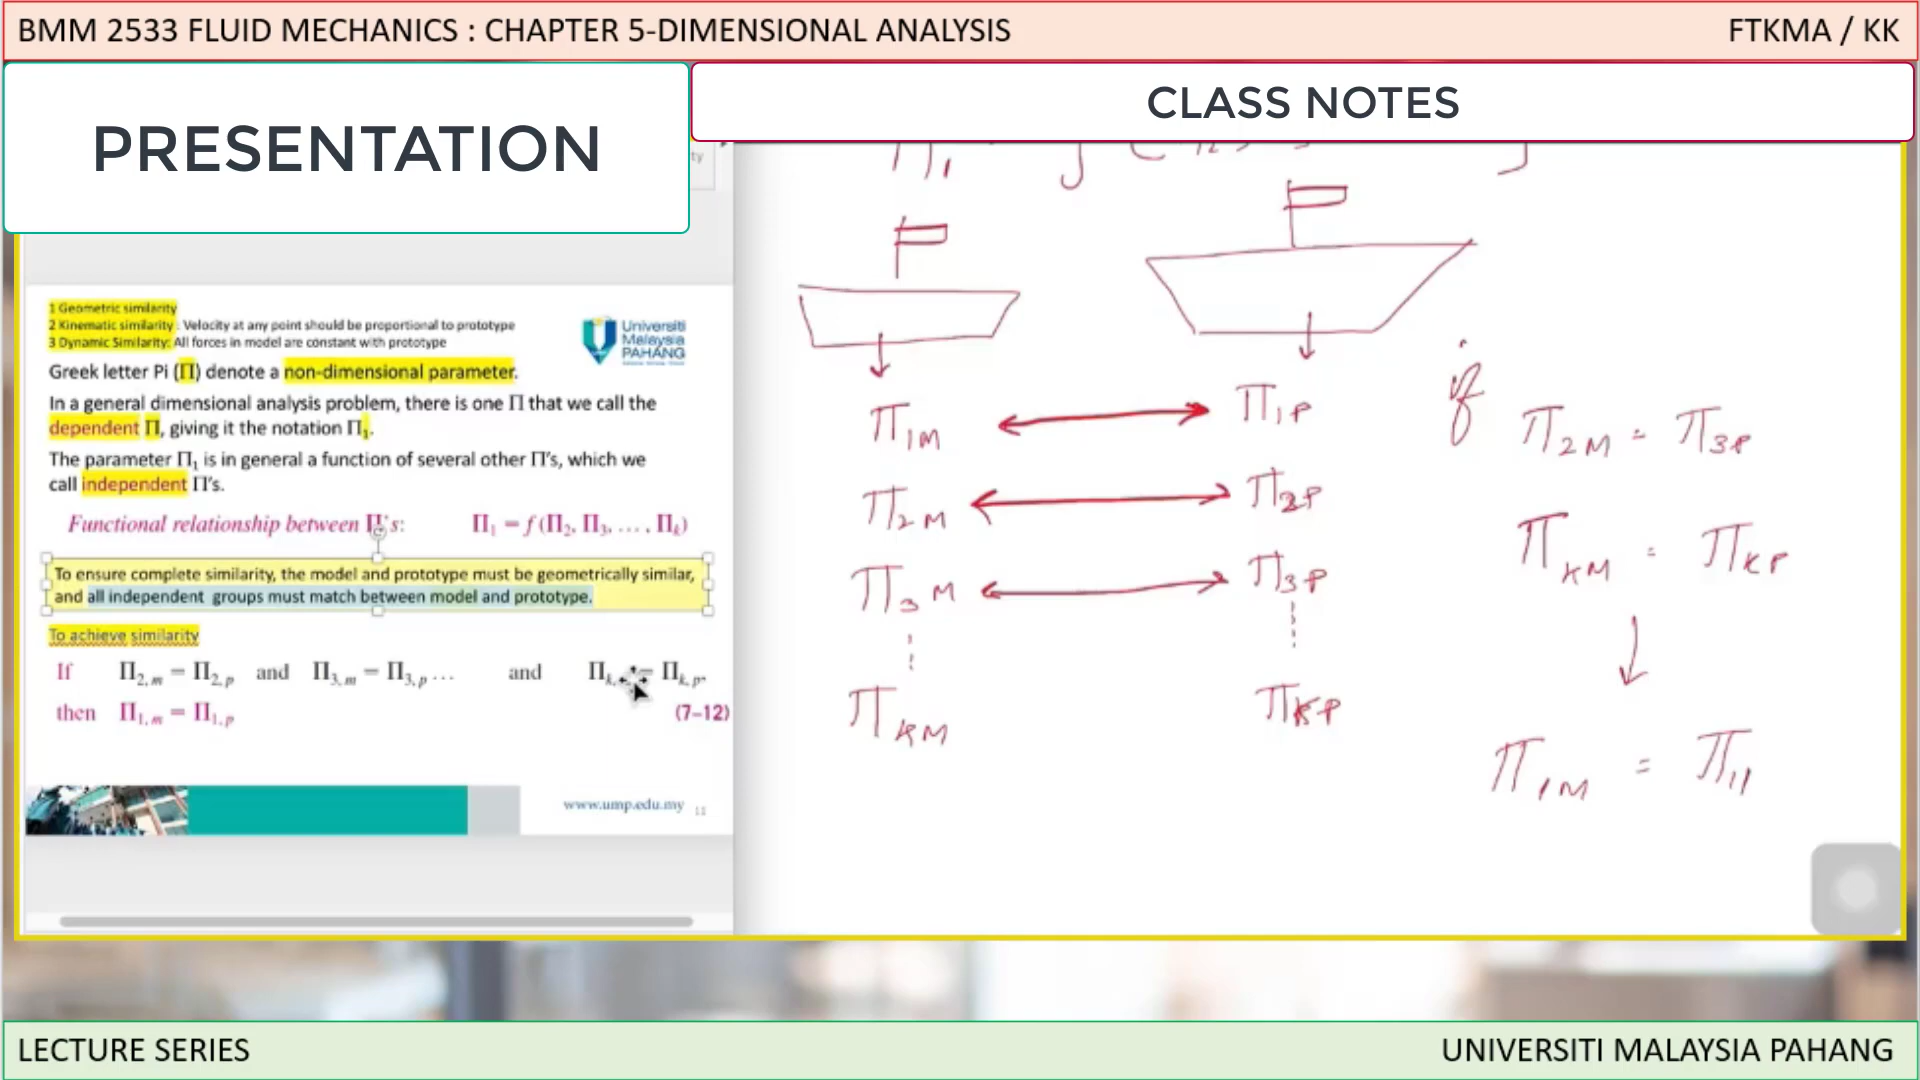 BMM 2533 FLUID MECHANICS : CHAPTER 5-DIMENSIONAL ANALYSIS
FTKMA / KK
PRESENTATION
CLASS NOTES
1 Geometric similarity
2 Kinematic similarity : Velocity at any point should be proportional to prototype
3 Dynamic Similarity: All forces in model are constant with prototype
Universiti
Malaysia
PAHANG
Greek letter Pi (Π) denote a non-dimensional parameter.
In a general dimensional analysis problem, there is one Π that we call the
dependent Π, giving it the notation Π₁.
The parameter Π₁ is in general a function of several other Π's, which we
call independent Π's.
Functional relationship between Π's: Π₁ = f(Π₂, Π₃, … , Πₖ)
To ensure complete similarity, the model and prototype must be geometrically similar,
and all independent groups must match between model and prototype.
To achieve similarity
If Π2,m = Π2,p and Π3,m = Π3,p … and Πk, = Πk,p,
then Π1,m = Π1,p (7–12)
www.ump.edu.my 11
Π1M Π1P
Π2M Π2P
Π3M Π3P
ΠKM ΠKP
if
Π2M = Π3P
ΠKM = ΠKP
Π1M = Π11
LECTURE SERIES
UNIVERSITI MALAYSIA PAHANG